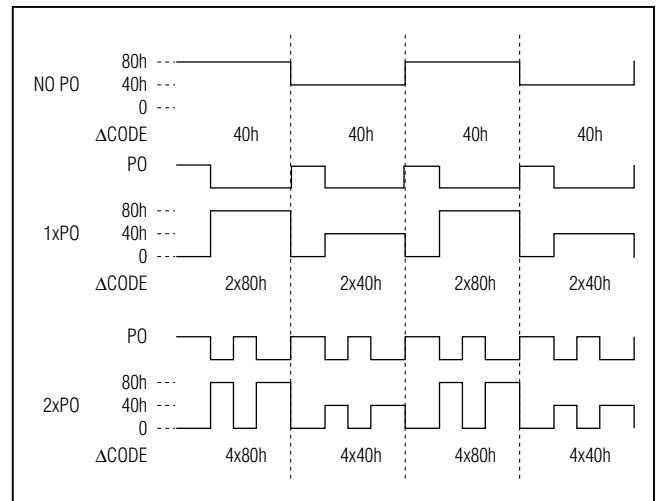 80h
NO PO 40h
0
ΔCODE 40h 40h 40h 40h
PO
80h
1xPO 40h
0
ΔCODE 2x80h 2x40h 2x80h 2x40h
PO
80h
2xPO 40h
0
ΔCODE 4x80h 4x40h 4x80h 4x40h